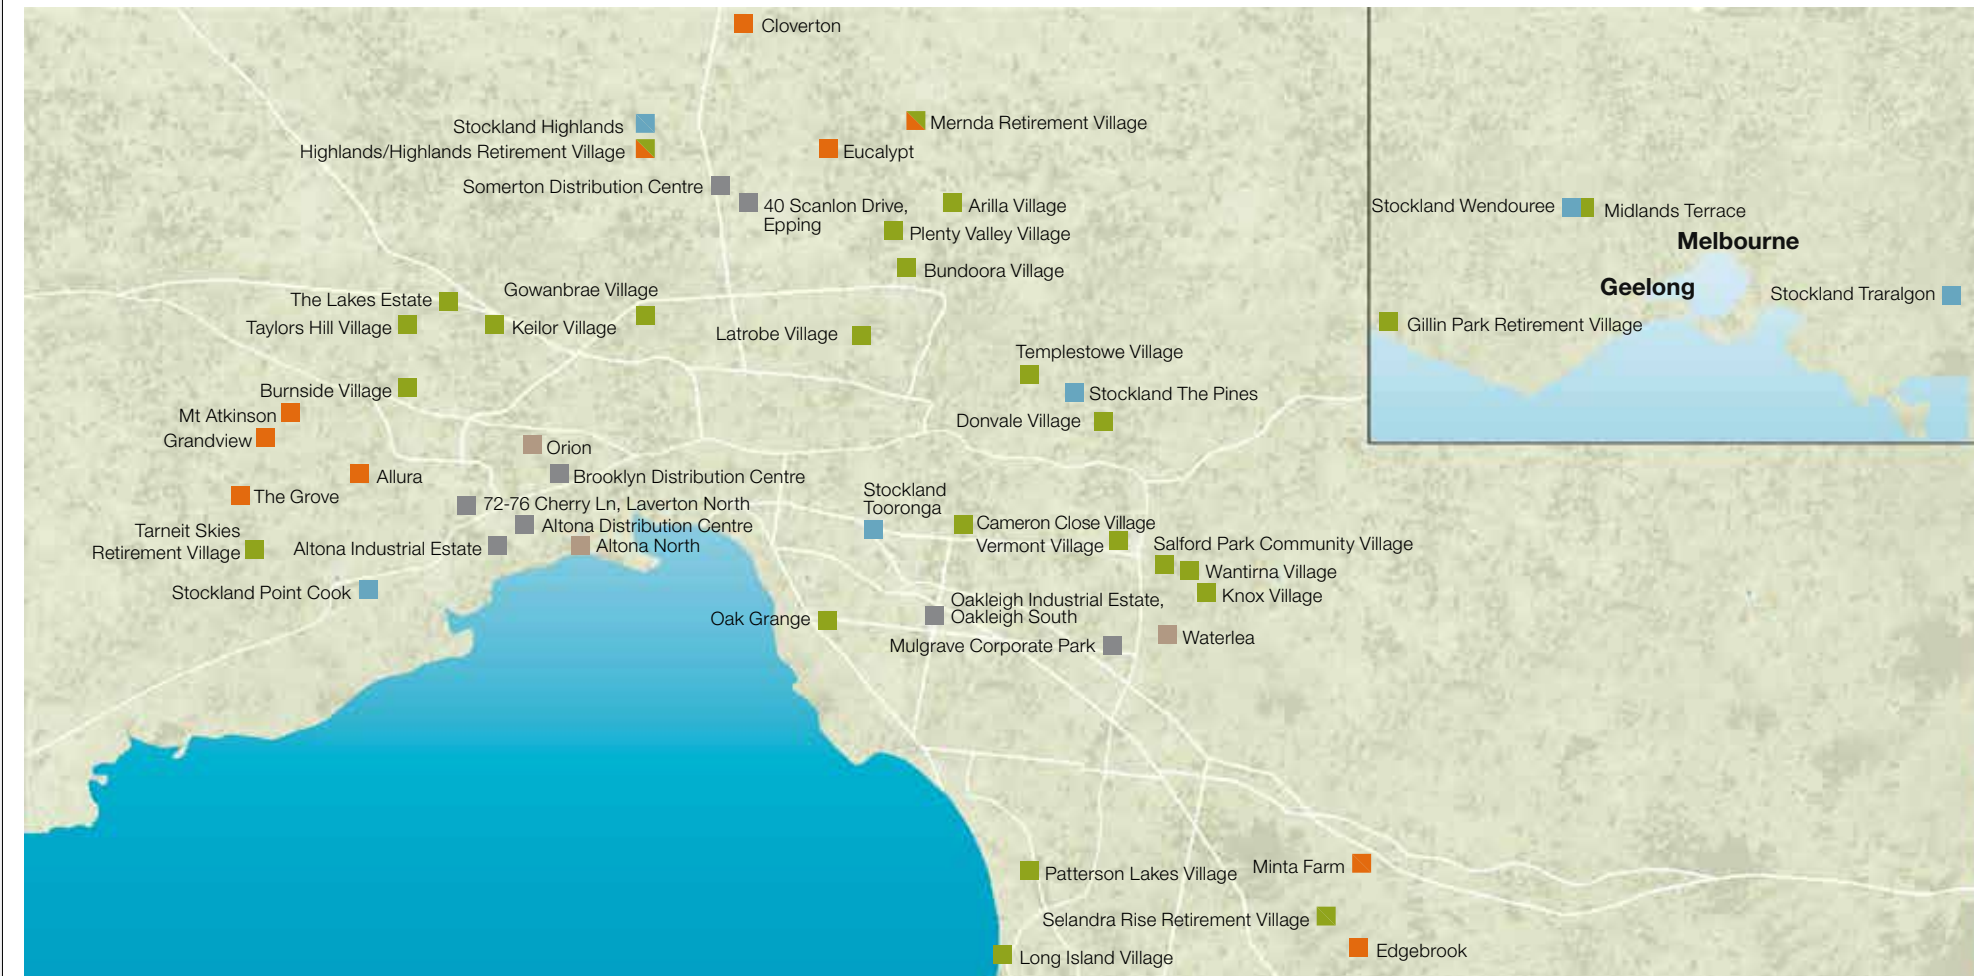 Cloverton
Stockland Highlands
Mernda Retirement Village
Highlands/Highlands Retirement Village
Eucalypt
Somerton Distribution Centre
40 Scanlon Drive,
Epping
Arilla Village
Plenty Valley Village
Bundoora Village
Gowanbrae Village
The Lakes Estate
Taylors Hill Village
Keilor Village
Latrobe Village
Templestowe Village
Burnside Village
Stockland The Pines
Mt Atkinson
Donvale Village
Grandview
Orion
Allura
Brooklyn Distribution Centre
The Grove
72-76 Cherry Ln, Laverton North
Stockland
Tooronga
Altona Distribution Centre
Cameron Close Village
Tarneit Skies
Retirement Village
Altona Industrial Estate
Altona North
Vermont Village
Salford Park Community Village
Wantirna Village
Stockland Point Cook
Knox Village
Oak Grange
Oakleigh Industrial Estate,
Oakleigh South
Waterlea
Mulgrave Corporate Park
Patterson Lakes Village
Minta Farm
Selandra Rise Retirement Village
Edgebrook
Long Island Village
Stockland Wendouree
Midlands Terrace
Melbourne
Geelong
Stockland Traralgon
Gillin Park Retirement Village